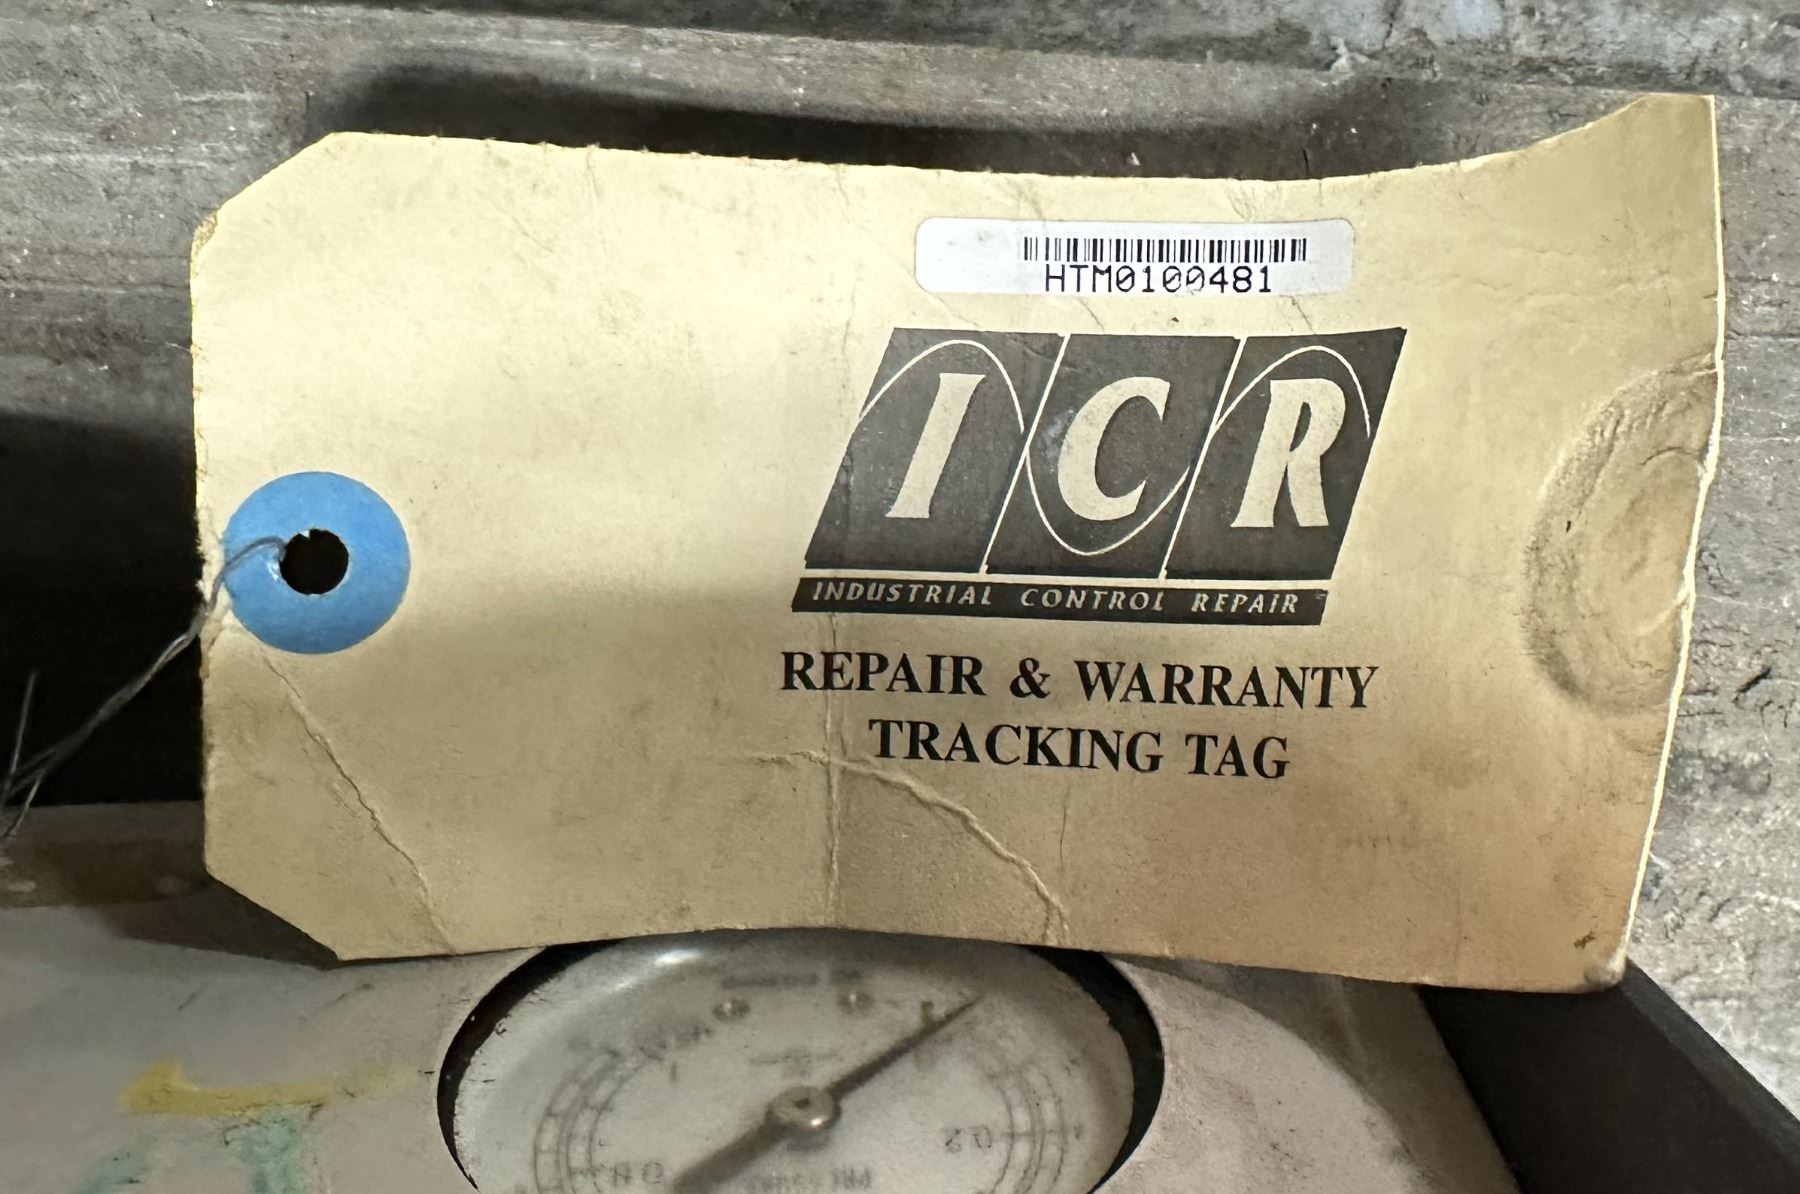 HTM0100481
ICR
INDUSTRIAL CONTROL REPAIR
REPAIR & WARRANTY
TRACKING TAG